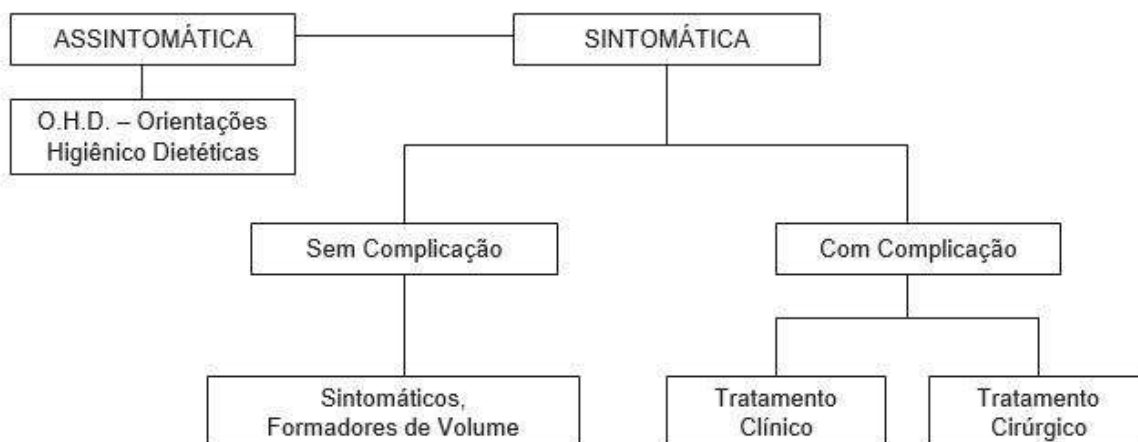 ASSINTOMÁTICA
SINTOMÁTICA
O.H.D. – Orientações
Higiênico Dietéticas
Sem Complicação
Com Complicação
Sintomáticos,
Formadores de Volume
Tratamento
Clínico
Tratamento
Cirúrgico